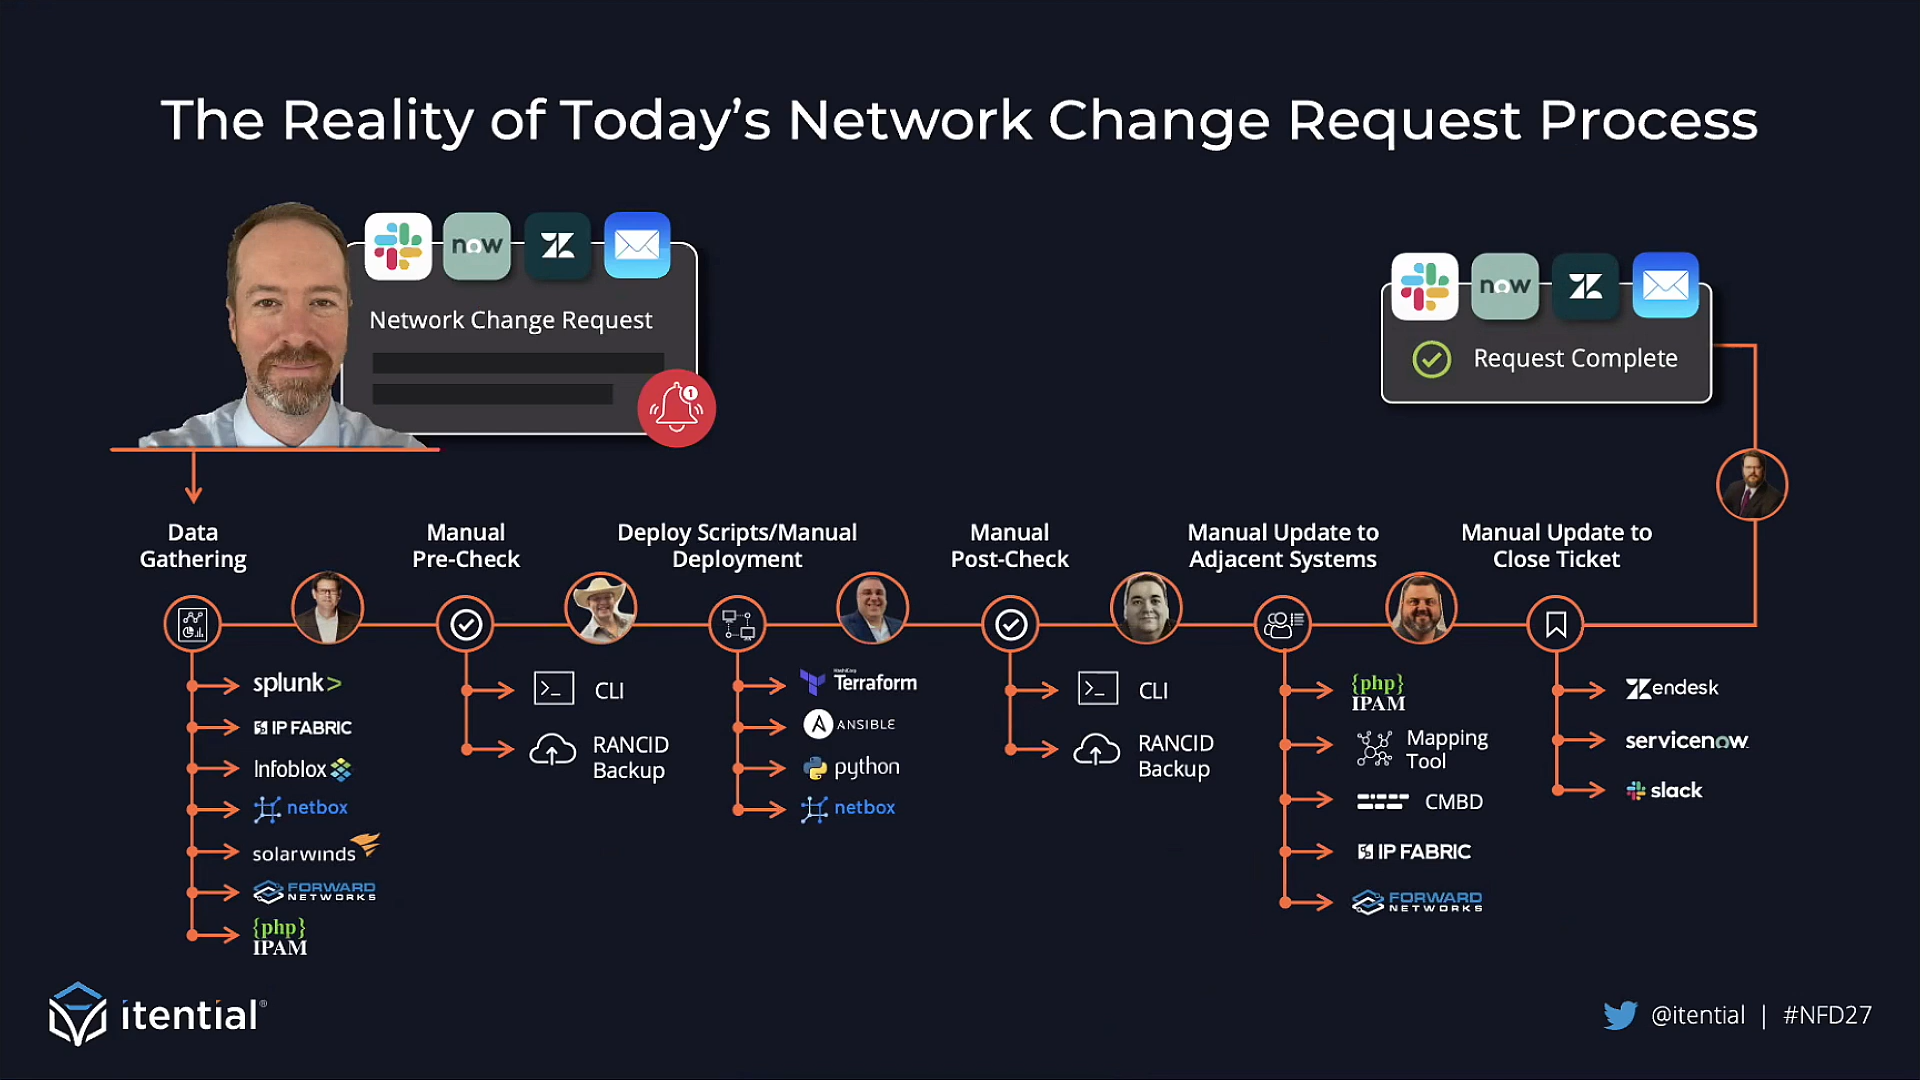 The Reality of Today's Network Change Request Process
now
Network Change Request
1
now
Request Complete
Data
Gathering
Manual
Pre-Check
Deploy Scripts/Manual
Deployment
Manual
Post-Check
Manual Update to
Adjacent Systems
Manual Update to
Close Ticket
splunk>
IP FABRIC
Infoblox
netbox
solarwinds
FORWARD
NETWORKS
{php}
IPAM
>_ CLI
RANCID
Backup
HashiCorp
Terraform
A ANSIBLE
python
netbox
>_ CLI
RANCID
Backup
{php}
IPAM
Mapping
Tool
CMBD
IP FABRIC
FORWARD
NETWORKS
Zendesk
servicenow.
slack
itential®
@itential | #NFD27